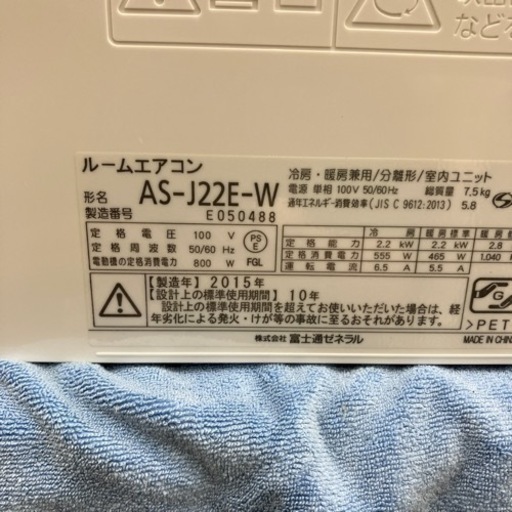 などを
ルームエアコン
形名 AS-J22E-W
製造番号 E050488
冷房・暖房兼用/分離形/室内ユニット
電源 単相 100V 50/60Hz 総質量 7.5kg
通年エネルギー消費効率(JIS C 9612:2013) 5.8
定格電圧 100 V
定格周波数 50/60 Hz
電動機の定格消費電力 800 W
PS
E
FGL
冷房 暖房標準 暖房
定格能力 2.2 kW 2.2 kW 2.8
定格消費電力 555 W 465 W 1,040
運転電流 6.5 A 5.5 A
【製造年】2015年
【設計上の標準使用期間】10年
設計上の標準使用期間を超えてお使いいただいた場合は、経
年劣化による発火・けが等の事故に至るおそれがあります。
G
>PET
MADE IN CHIN
株式会社 富士通ゼネラル